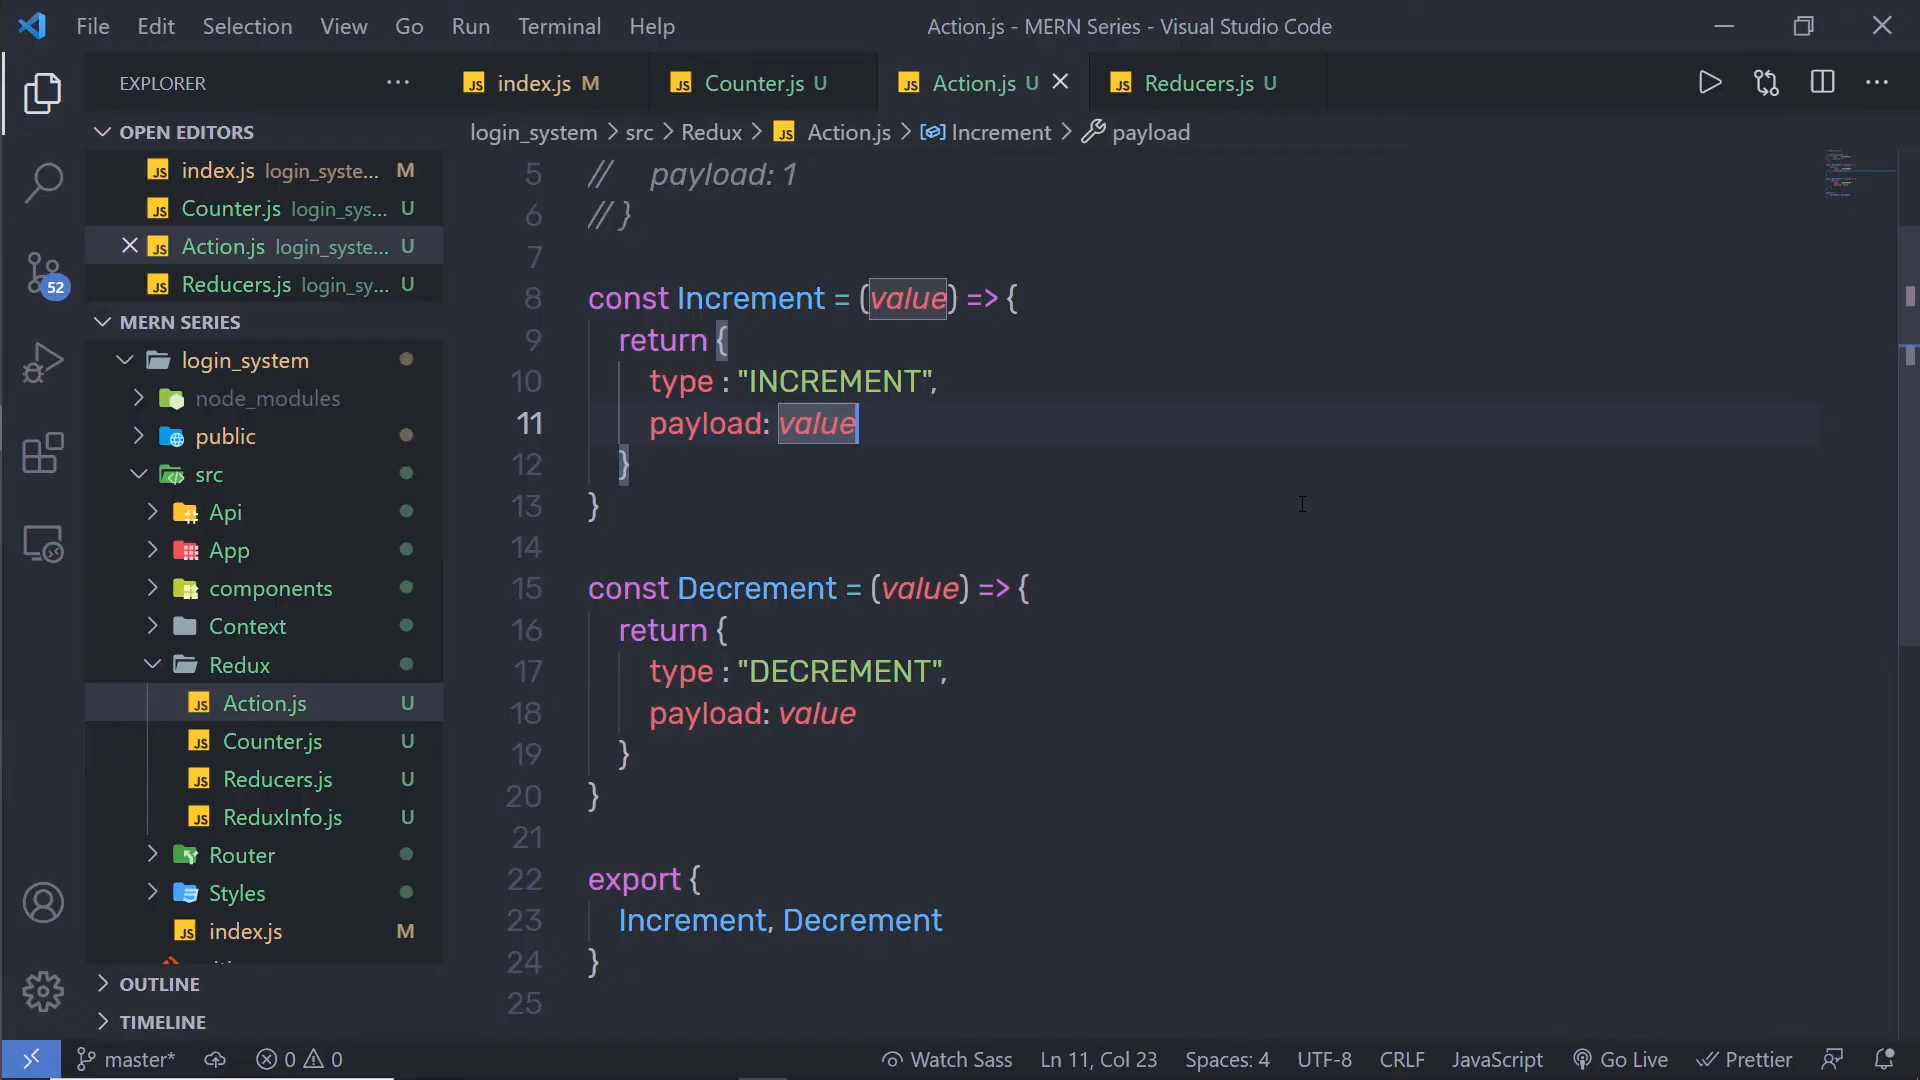 File Edit Selection View Go Run Terminal Help
Action.js - MERN Series - Visual Studio Code
EXPLORER
index.js M
Counter.js U
Action.js U
Reducers.js U
login_system > src > Redux > Action.js > Increment > payload
OPEN EDITORS
index.js login_syste... M
Counter.js login_sys... U
Action.js login_syste... U
Reducers.js login_sy... U
MERN SERIES
login_system
node_modules
public
src
Api
App
components
Context
Redux
Action.js U
Counter.js U
Reducers.js U
ReduxInfo.js U
Router
Styles
index.js M
OUTLINE
TIMELINE
52
5 // payload: 1
6 // }
7
8 const Increment = (value) => {
9 return {
10 type : "INCREMENT",
11 payload: value
12 }
13 }
14
15 const Decrement = (value) => {
16 return {
17 type : "DECREMENT",
18 payload: value
19 }
20 }
21
22 export {
23 Increment, Decrement
24 }
25
master* 0 0 Watch Sass Ln 11, Col 23 Spaces: 4 UTF-8 CRLF JavaScript Go Live Prettier